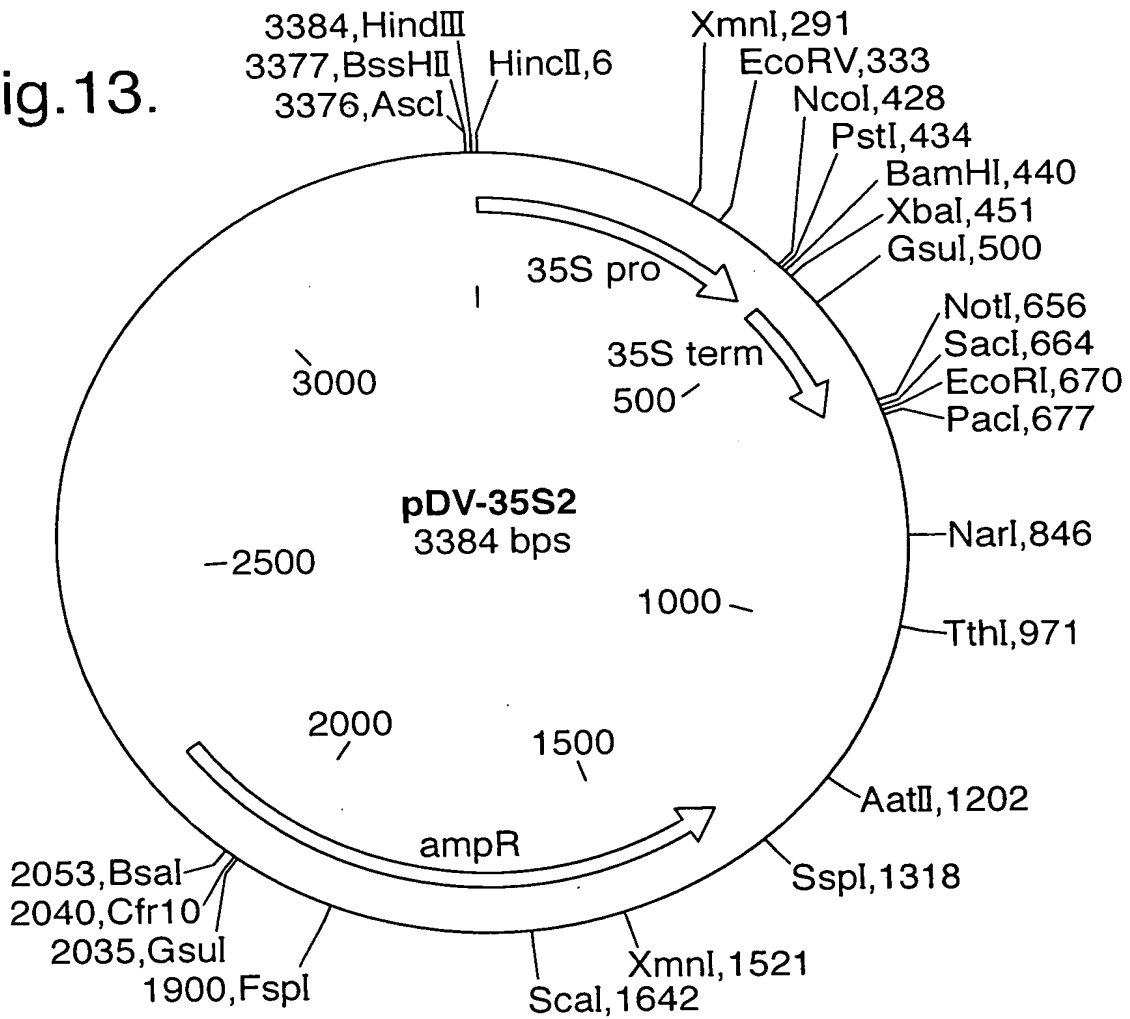 ig.13.
3384,HindIII
3377,BssHII
3376,AscI
HincII,6
XmnI,291
EcoRV,333
NcoI,428
PstI,434
BamHI,440
XbaI,451
GsuI,500
NotI,656
SacI,664
EcoRI,670
PacI,677
NarI,846
TthI,971
AatII,1202
SspI,1318
XmnI,1521
ScaI,1642
1900,FspI
2035,GsuI
2040,Cfr10
2053,BsaI
35S pro
35S term
I
500
1000
1500
2000
2500
3000
pDV-35S2
3384 bps
ampR